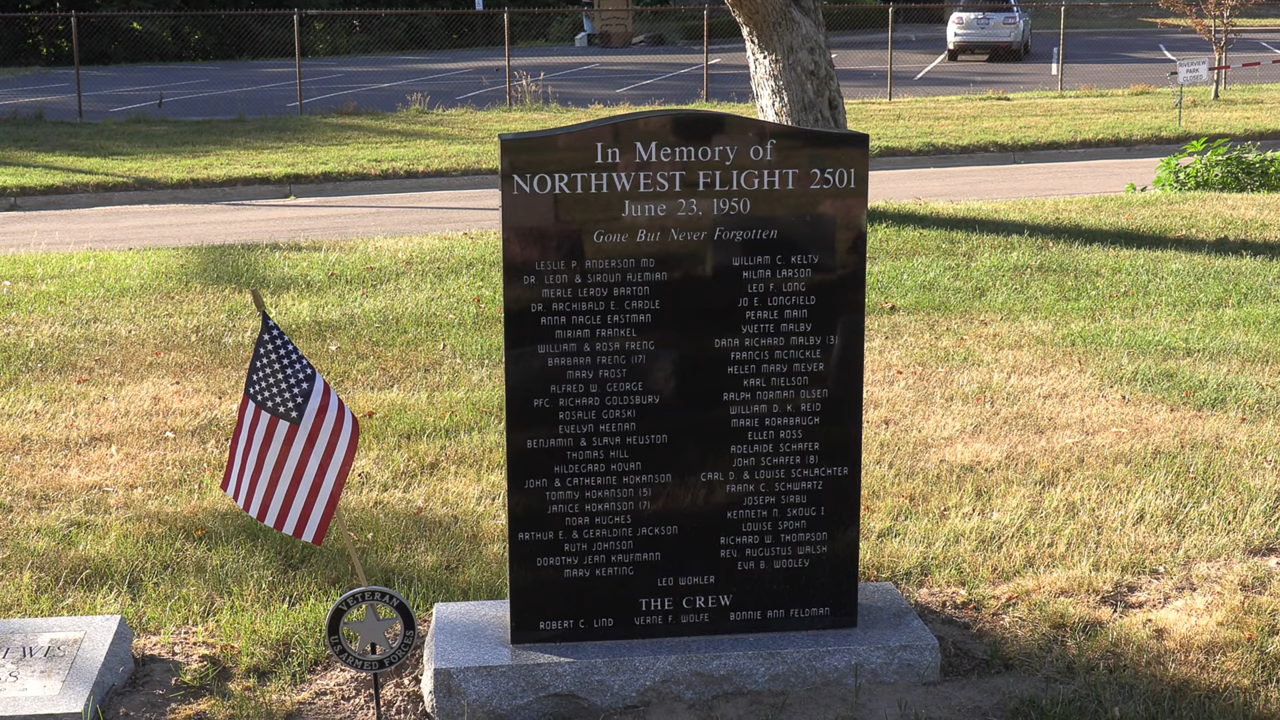 RIVERVIEW
PARK
CLOSED
In Memory of
NORTHWEST FLIGHT 2501
June 23, 1950
Gone But Never Forgotten
LESLIE P. ANDERSON MD
DR. LEON & SIROUN AJEMIAN
MERLE LEROY BARTON
DR. ARCHIBALD E. CARDLE
ANNA NAGLE EASTMAN
MIRIAM FRANKEL
WILLIAM & ROSA FRENG
BARBARA FRENG (17)
MARY FROST
ALFRED W. GEORGE
PFC. RICHARD GOLDSBURY
ROSALIE GORSKI
EVELYN HEENAN
BENJAMIN & SLAVA HEUSTON
THOMAS HILL
HILDEGARD HOVAN
JOHN & CATHERINE HOKANSON
TOMMY HOKANSON (5)
JANICE HOKANSON (7)
NORA HUGHES
ARTHUR E. & GERALDINE JACKSON
RUTH JOHNSON
DOROTHY JEAN KAUFMANN
MARY KEATING
WILLIAM C. KELTY
HILMA LARSON
LEO F. LONG
JO E. LONGFIELD
PEARLE MAIN
YVETTE MALBY
DANA RICHARD MALBY (3)
FRANCIS MCNICKLE
HELEN MARY MEYER
KARL NIELSON
RALPH NORMAN OLSEN
WILLIAM D. K. REID
MARIE RORABAUGH
ELLEN ROSS
ADELAIDE SCHAFER
JOHN SCHAFER (8)
CARL D. & LOUISE SCHLACHTER
FRANK C. SCHWARTZ
JOSEPH SIRBU
KENNETH N. SKOUG I
LOUISE SPOHN
RICHARD W. THOMPSON
REV. AUGUSTUS WALSH
EVA B. WOOLEY
LEO WOHLER
THE CREW
ROBERT C. LIND VERNE F. WOLFE BONNIE ANN FELDMAN
VETERAN
U.S. ARMED FORCES